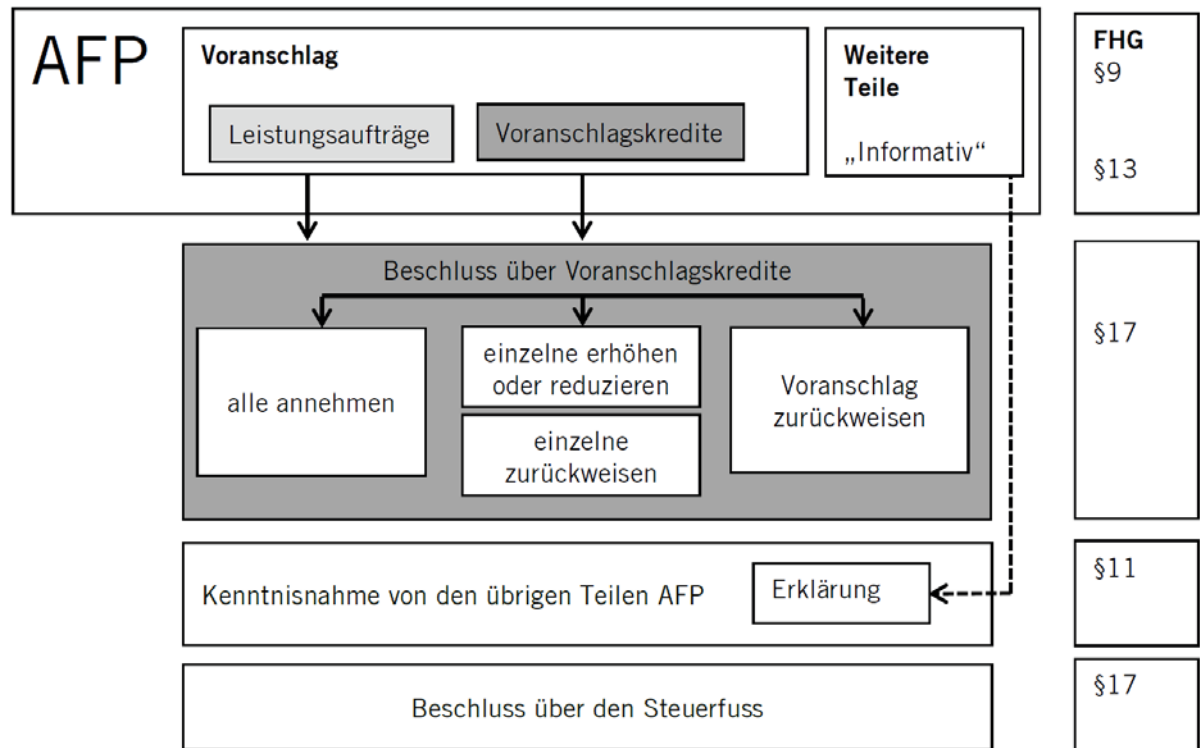 AFP
Voranschlag
Leistungsaufträge
Voranschlagskredite
Weitere
Teile
„Informativ“
FHG
§9
§13
Beschluss über Voranschlagskredite
alle annehmen
einzelne erhöhen
oder reduzieren
einzelne
zurückweisen
Voranschlag
zurückweisen
§17
Kenntnisnahme von den übrigen Teilen AFP
Erklärung
§11
Beschluss über den Steuerfuss
§17